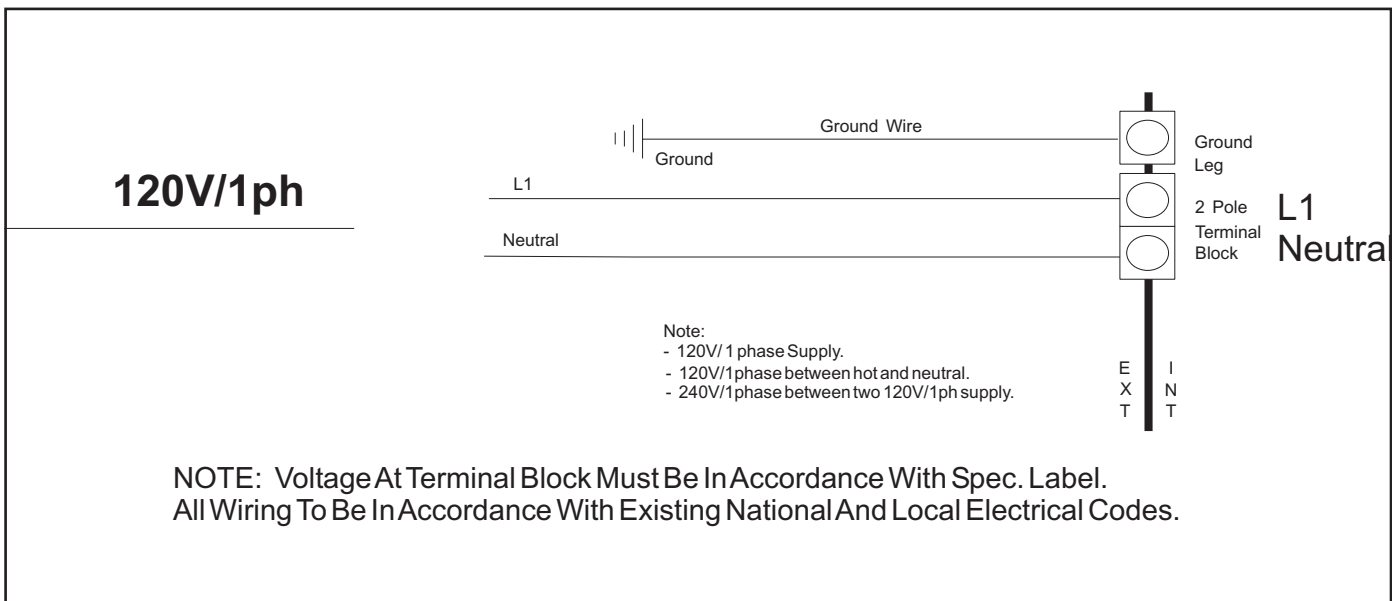 120V/1ph
Ground Wire
Ground
L1
Neutral
Ground
Leg
2 Pole
Terminal
Block
L1
Neutral
Note:
- 120V/ 1 phase Supply.
- 120V/1phase between hot and neutral.
- 240V/1phase between two 120V/1ph supply.
EXT
INT
NOTE: Voltage At Terminal Block Must Be In Accordance With Spec. Label.
All Wiring To Be In Accordance With Existing National And Local Electrical Codes.